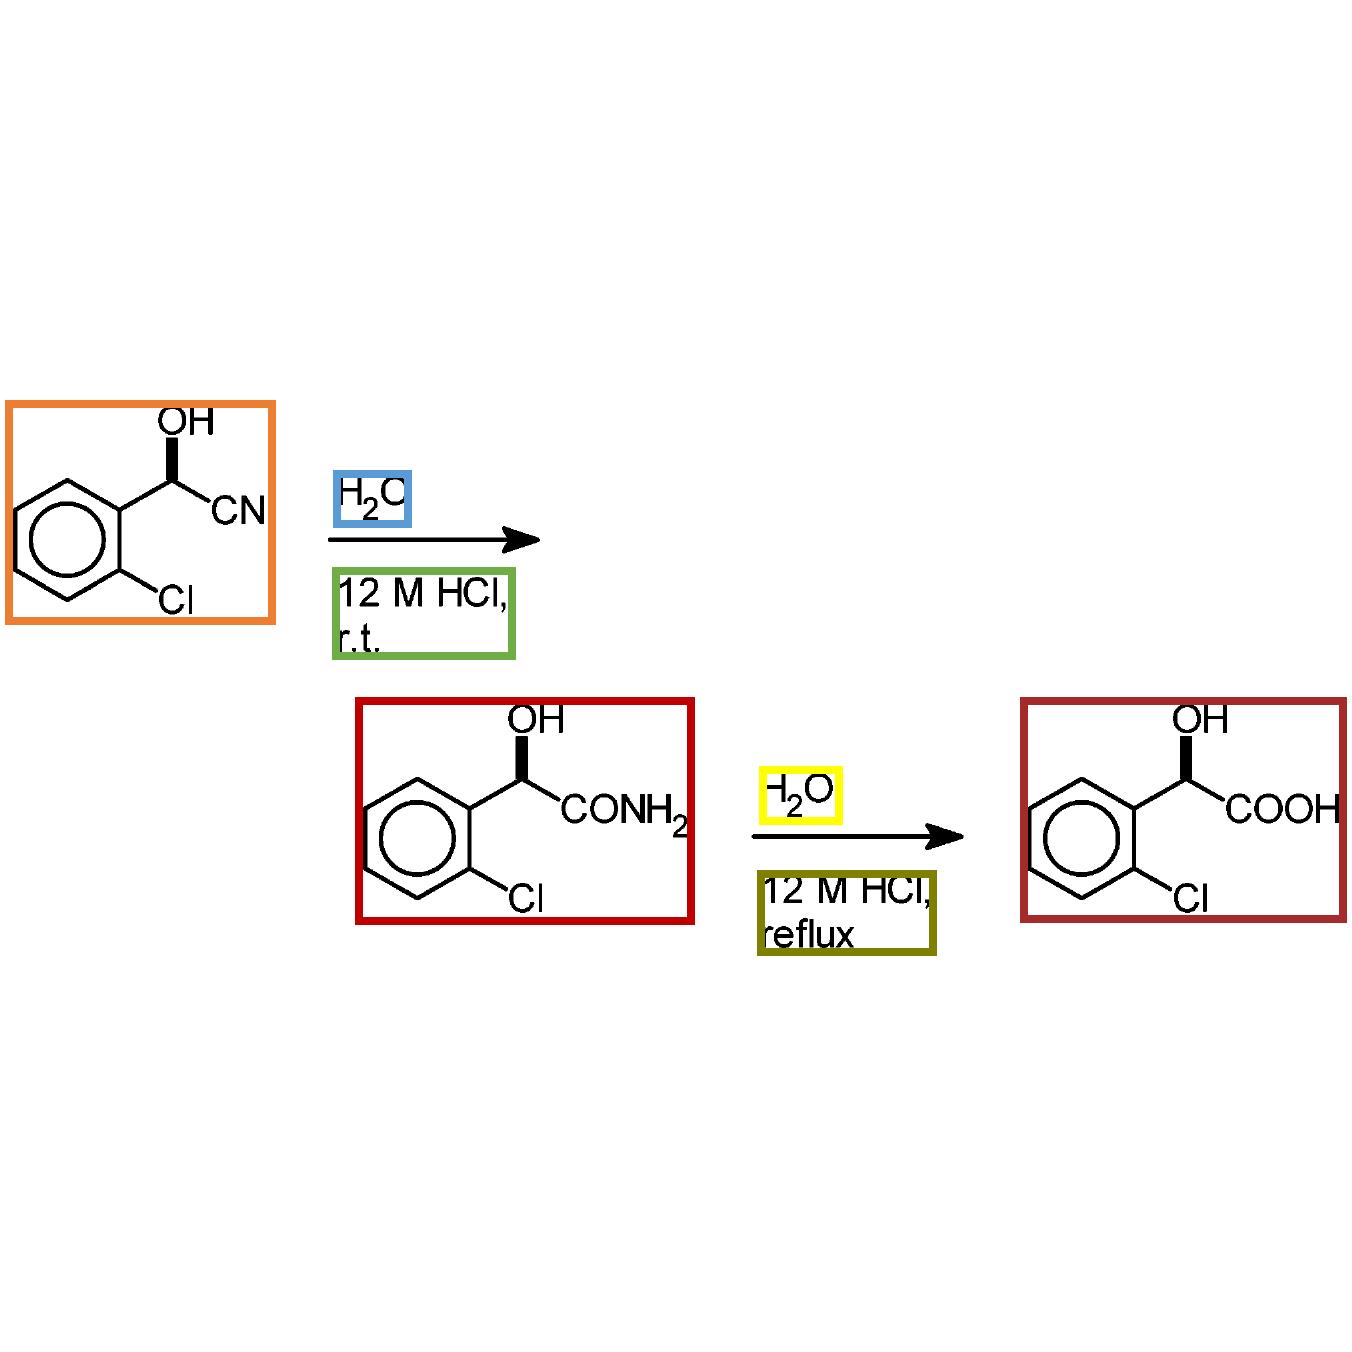 OH
CN
Cl
H₂O
12 M HCl,
r.t.
OH
CONH₂
Cl
H₂O
12 M HCl,
reflux
OH
COOH
Cl